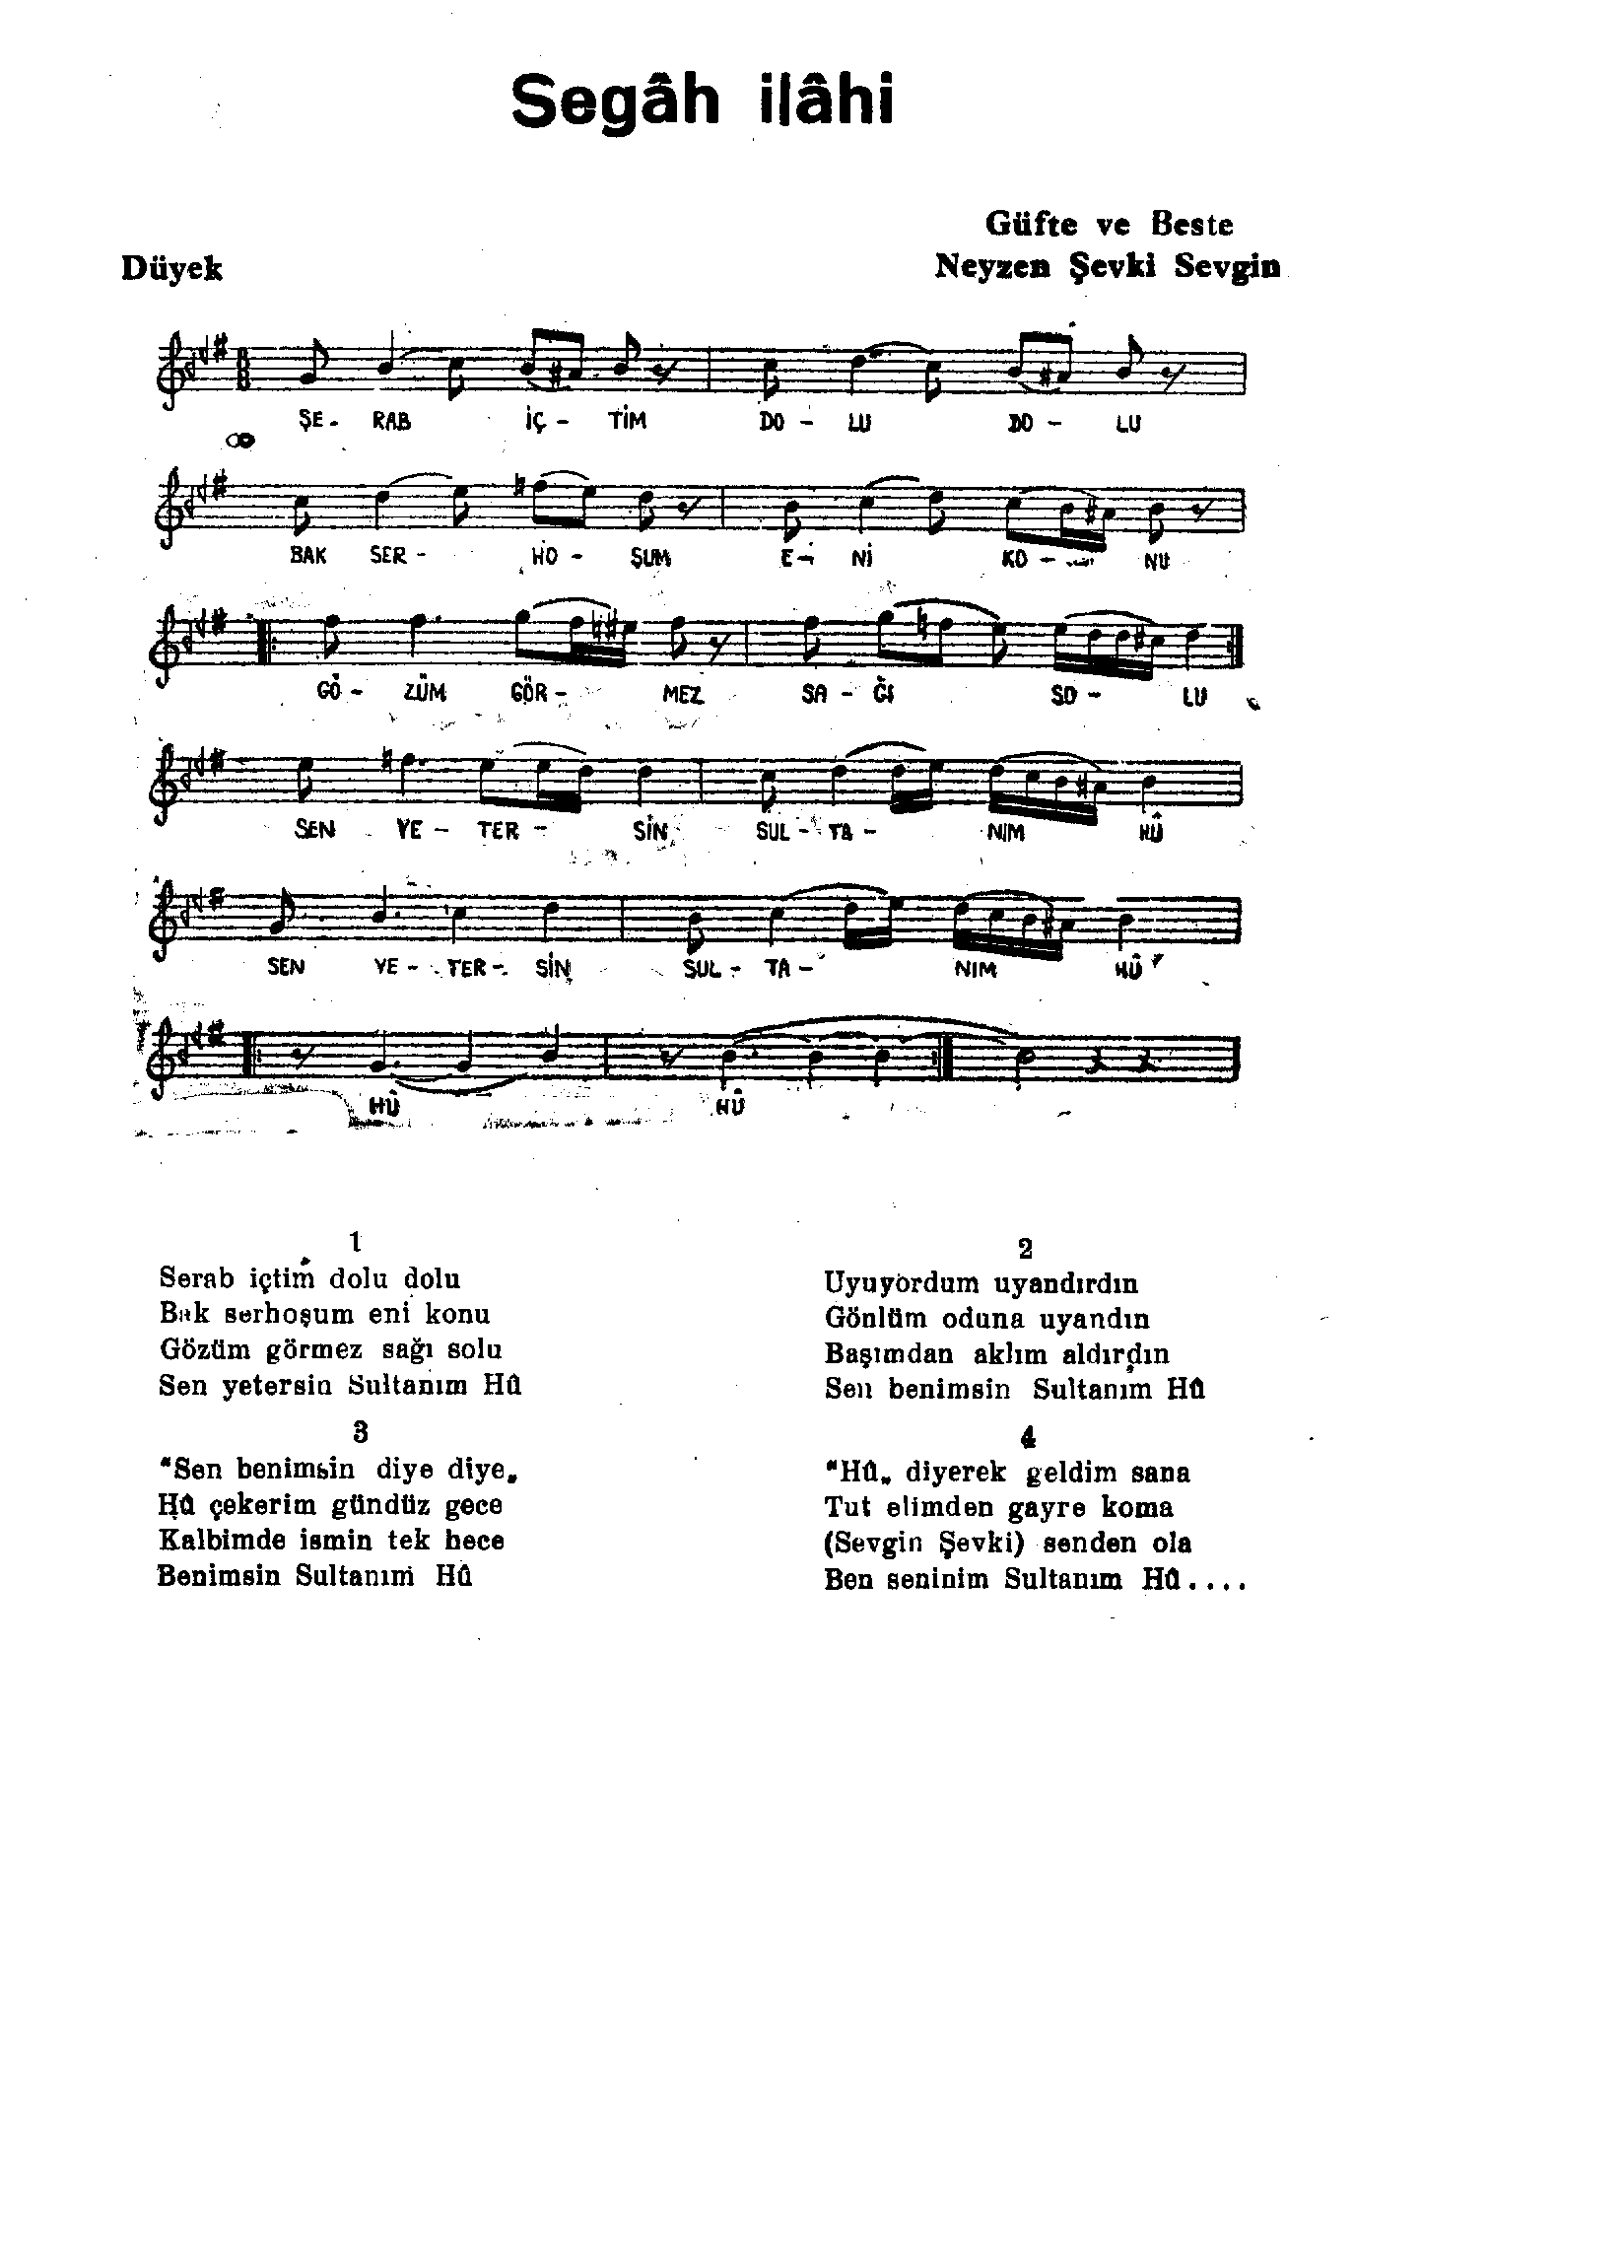 Segâh ilâhi
Güfte ve Beste
Düyek
Neyzen Şevki Sevgin
8
8
ŞE - RAB İÇ - TİM DO - LU DO - LU
BAK SER - HO - ŞUM E - Nİ KO - NU
GÖ - ZÜM GÖR - MEZ SA - ĞI SO - LU
SEN YE - TER - SİN SUL - TA - NIM HÛ
SEN YE - TER - SİN SUL - TA - NIM HÛ
HÛ HÛ
1
Serab içtim dolu dolu
Bak serhoşum eni konu
Gözüm görmez sağı solu
Sen yetersin Sultanım Hû
2
Uyuyordum uyandırdın
Gönlüm oduna uyandın
Başımdan aklım aldırdın
Sen benimsin Sultanım Hû
3
"Sen benimsin diye diye„
Hû çekerim gündüz gece
Kalbimde ismin tek hece
Benimsin Sultanım Hû
4
"Hû„ diyerek geldim sana
Tut elimden gayre koma
(Sevgin Şevki) senden ola
Ben seninim Sultanım Hû....